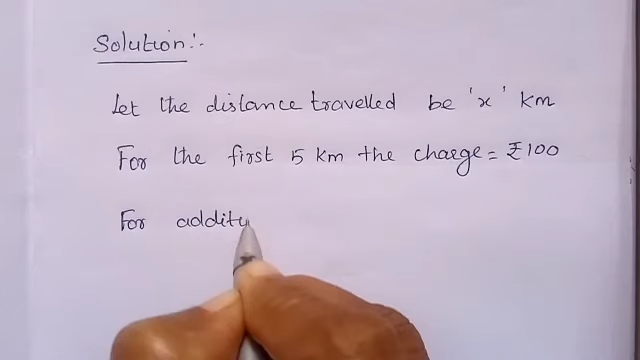 Solution:-
Let the distance travelled be 'x' km
For the first 5 km the charge = ₹100
For additi